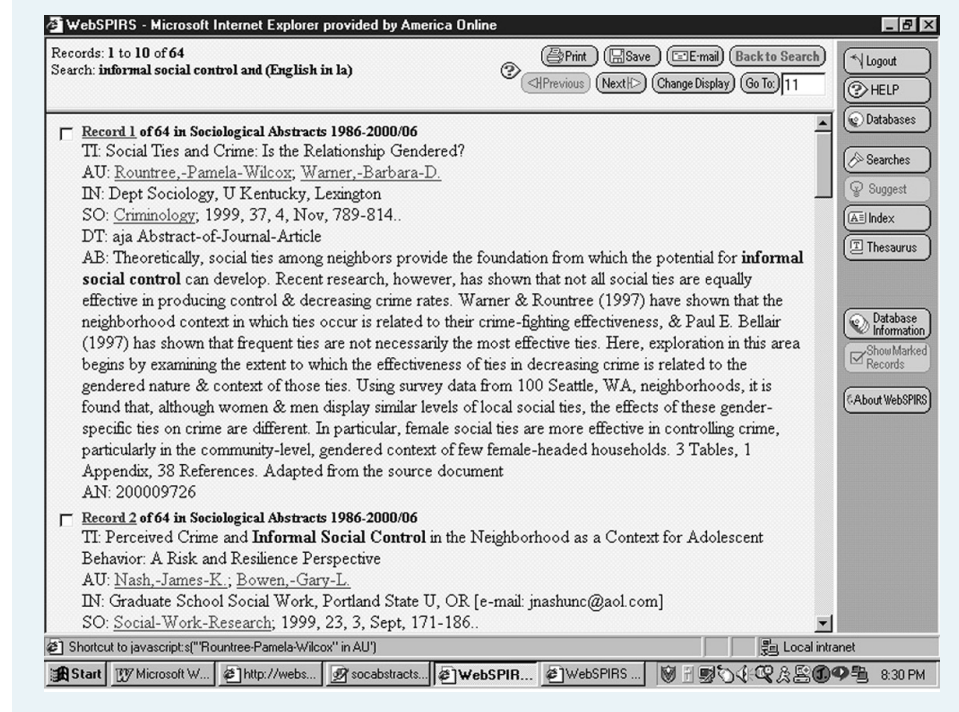 WebSPIRS - Microsoft Internet Explorer provided by America Online
Records: 1 to 10 of 64
Search: informal social control and (English in la)
Print Save E-mail Back to Search
Previous Next Change Display Go To: 11
Logout
HELP
Databases
Searches
Suggest
Index
Thesaurus
Database
Information
Show Marked
Records
About WebSPIRS
Record 1 of 64 in Sociological Abstracts 1986-2000/06
TI: Social Ties and Crime: Is the Relationship Gendered?
AU: Rountree,-Pamela-Wilcox; Warner,-Barbara-D.
IN: Dept Sociology, U Kentucky, Lexington
SO: Criminology; 1999, 37, 4, Nov, 789-814..
DT: aja Abstract-of-Journal-Article
AB: Theoretically, social ties among neighbors provide the foundation from which the potential for informal
social control can develop. Recent research, however, has shown that not all social ties are equally
effective in producing control & decreasing crime rates. Warner & Rountree (1997) have shown that the
neighborhood context in which ties occur is related to their crime-fighting effectiveness, & Paul E. Bellair
(1997) has shown that frequent ties are not necessarily the most effective ties. Here, exploration in this area
begins by examining the extent to which the effectiveness of ties in decreasing crime is related to the
gendered nature & context of those ties. Using survey data from 100 Seattle, WA, neighborhoods, it is
found that, although women & men display similar levels of local social ties, the effects of these gender-
specific ties on crime are different. In particular, female social ties are more effective in controlling crime,
particularly in the community-level, gendered context of few female-headed households. 3 Tables, 1
Appendix, 38 References. Adapted from the source document
AN: 200009726
Record 2 of 64 in Sociological Abstracts 1986-2000/06
TI: Perceived Crime and Informal Social Control in the Neighborhood as a Context for Adolescent
Behavior: A Risk and Resilience Perspective
AU: Nash,-James-K.; Bowen,-Gary-L.
IN: Graduate School Social Work, Portland State U, OR [e-mail: jnashunc@aol.com]
SO: Social-Work-Research; 1999, 23, 3, Sept, 171-186..
Shortcut to javascript:s('"Rountree-Pamela-Wilcox" in AU') Local intranet
Start Microsoft W... http://webs... socabstracts... WebSPIR... WebSPIRS ... 8:30 PM